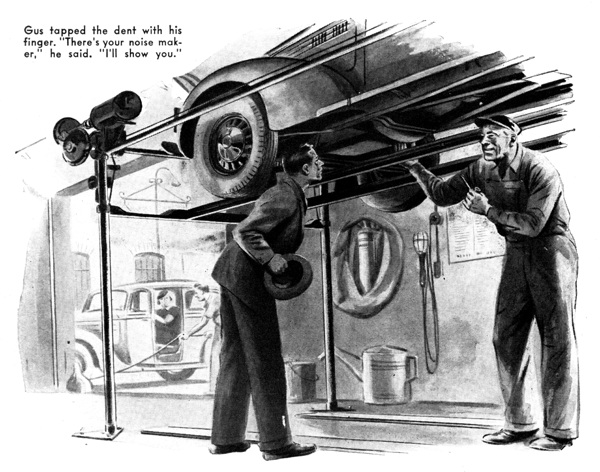 Gus tapped the dent with his
finger. "There's your noise mak-
er," he said. "I'll show you."